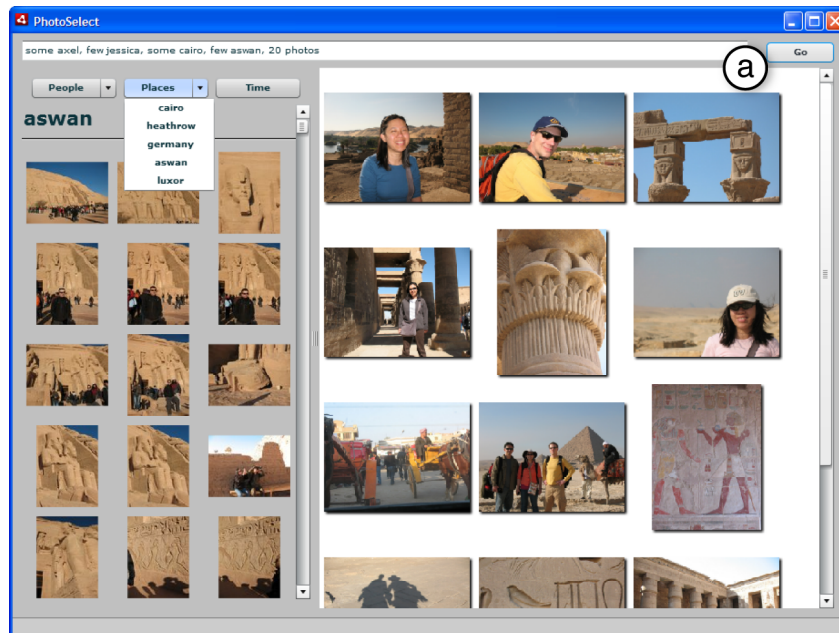 PhotoSelect
some axel, few jessica, some cairo, few aswan, 20 photos
a
Go
People
Places
Time
cairo
heathrow
germany
aswan
luxor
aswan